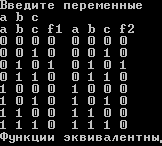 Введите переменные
a b c
a b c f1 a b c f2
0 0 0 0 0 0 0 0
0 0 1 0 0 0 1 0
0 1 0 1 0 1 0 1
0 1 1 0 0 1 1 0
1 0 0 0 1 0 0 0
1 0 1 0 1 0 1 0
1 1 0 1 1 1 0 1
1 1 1 0 1 1 1 0
Функции эквивалентны,